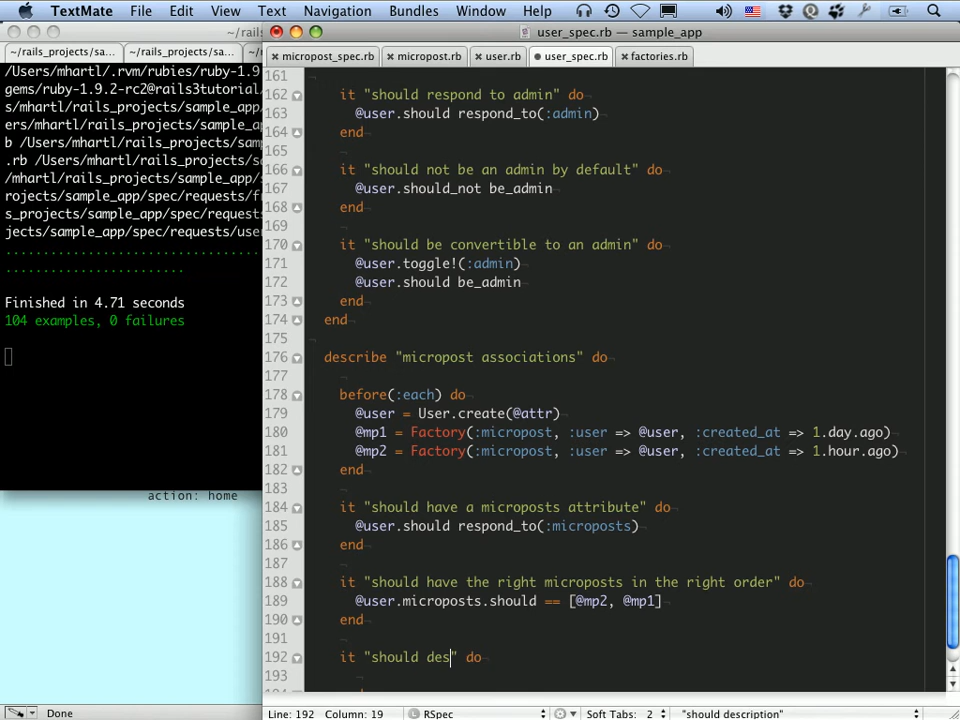 TextMate File Edit View Text Navigation Bundles Window Help
~/rails_p
user_spec.rb — sample_app
~/rails_projects/sa... ~/rails_projects/sa...
micropost_spec.rb micropost.rb user.rb user_spec.rb factories.rb
/Users/mhartl/.rvm/rubies/ruby-1.9
gems/ruby-1.9.2-rc2@rails3tutorial
s/mhartl/rails_projects/sample_app
ers/mhartl/rails_projects/sample_a
b /Users/mhartl/rails_projects/sam
.rb /Users/mhartl/rails_projects/s
/mhartl/rails_projects/sample_app/
rojects/sample_app/spec/requests/f
s_projects/sample_app/spec/request
jects/sample_app/spec/requests/use
Finished in 4.71 seconds
104 examples, 0 failures
action: home
Done
161
162 it "should respond to admin" do
163 @user.should respond_to(:admin)
164 end
165
166 it "should not be an admin by default" do
167 @user.should_not be_admin
168 end
169
170 it "should be convertible to an admin" do
171 @user.toggle!(:admin)
172 @user.should be_admin
173 end
174 end
175
176 describe "micropost associations" do
177
178 before(:each) do
179 @user = User.create(@attr)
180 @mp1 = Factory(:micropost, :user => @user, :created_at => 1.day.ago)
181 @mp2 = Factory(:micropost, :user => @user, :created_at => 1.hour.ago)
182 end
183
184 it "should have a microposts attribute" do
185 @user.should respond_to(:microposts)
186 end
187
188 it "should have the right microposts in the right order" do
189 @user.microposts.should == [@mp2, @mp1]
190 end
191
192 it "should des" do
193
Line: 192 Column: 19 RSpec Soft Tabs: 2 "should description"